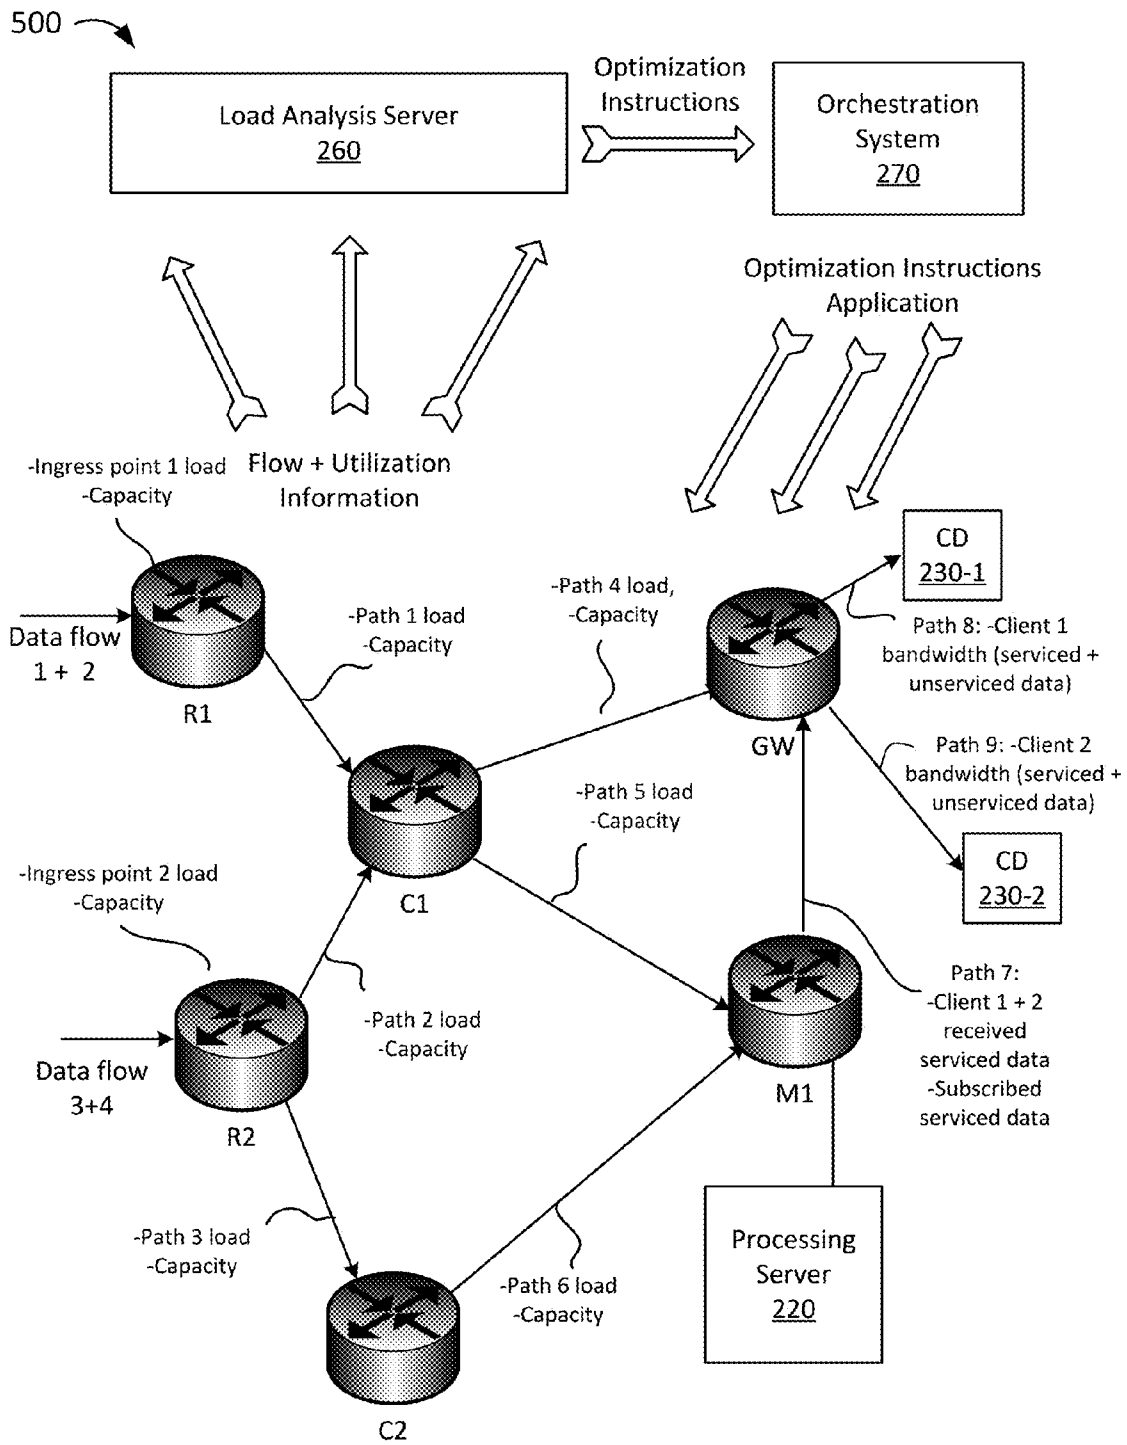 500
Load Analysis Server
260
Optimization
Instructions
Orchestration
System
270
Optimization Instructions
Application
-Ingress point 1 load
-Capacity
Flow + Utilization
Information
Data flow
1 + 2
R1
-Path 1 load
-Capacity
-Path 4 load,
-Capacity
GW
CD
230-1
Path 8: -Client 1
bandwidth (serviced +
unserviced data)
Path 9: -Client 2
bandwidth (serviced +
unserviced data)
CD
230-2
C1
-Path 5 load
-Capacity
-Ingress point 2 load
-Capacity
Data flow
3+4
R2
-Path 2 load
-Capacity
M1
Path 7:
-Client 1 + 2
received
serviced data
-Subscribed
serviced data
-Path 3 load
-Capacity
C2
-Path 6 load
-Capacity
Processing
Server
220